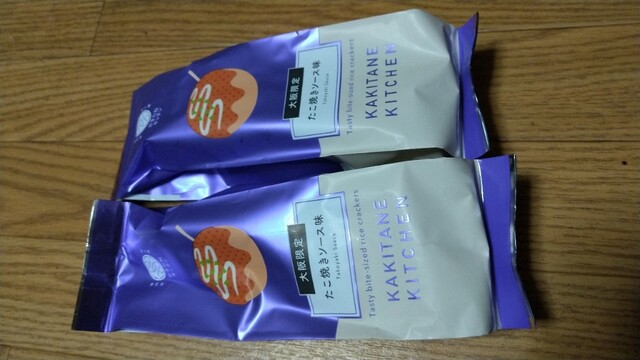 大阪限定
たこ焼きソース味
Takoyaki Sauce
Tasty bite-sized rice crackers
KAKITANE
KITCHEN
大阪限定
たこ焼きソース味
Takoyaki Sauce
Tasty bite-sized rice crackers
KAKITANE
KITCHEN